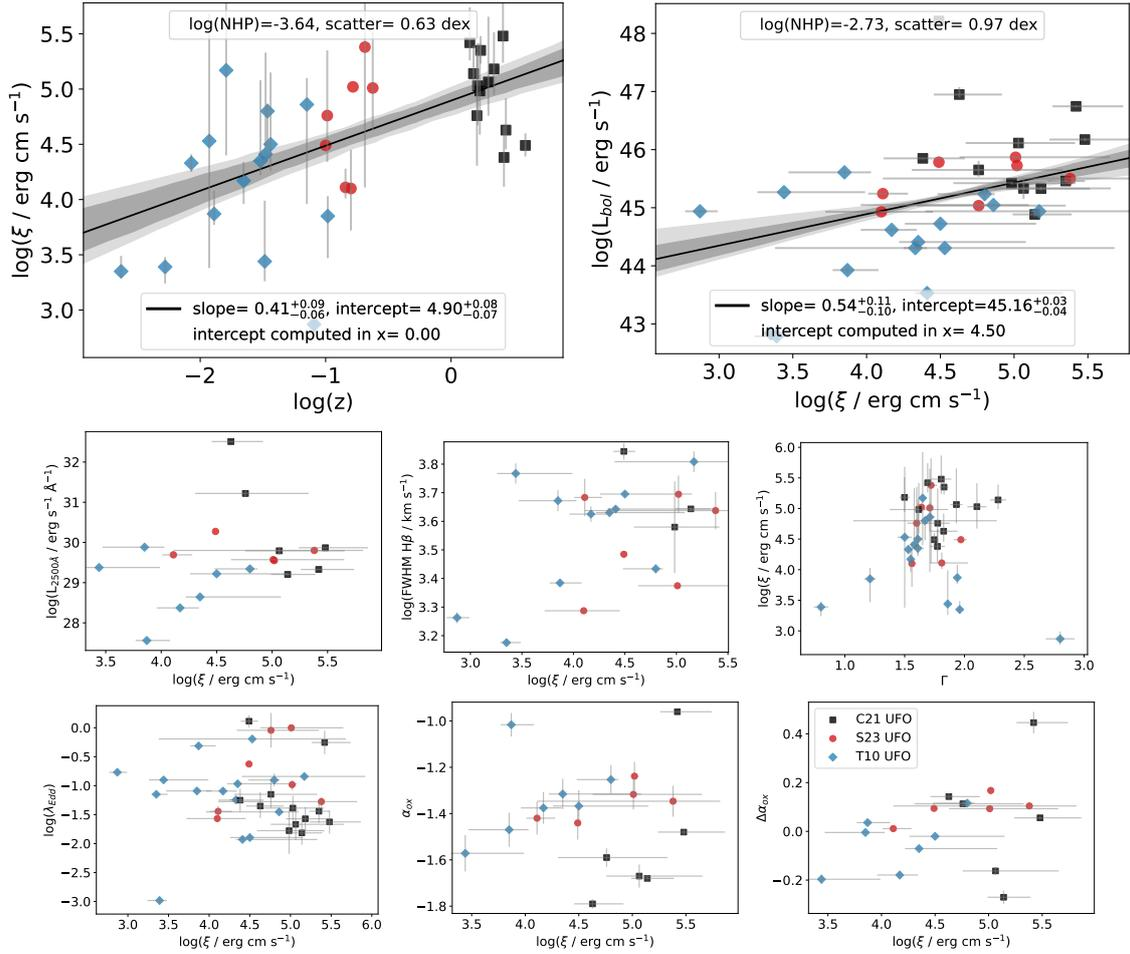 log(NHP)=-3.64, scatter= 0.63 dex
5.5
5.0
4.5
4.0
3.5
3.0
log(ξ / erg cm s⁻¹)
slope= 0.41+0.09 −0.06, intercept= 4.90+0.08 −0.07
intercept computed in x= 0.00
−2 −1 0
log(z)
log(NHP)=-2.73, scatter= 0.97 dex
48
47
46
45
44
43
log(L_bol / erg s⁻¹)
slope= 0.54+0.11 −0.10, intercept=45.16+0.03 −0.04
intercept computed in x= 4.50
3.0 3.5 4.0 4.5 5.0 5.5
log(ξ / erg cm s⁻¹)
32
31
30
29
28
log(L2500Å / erg s⁻¹ Å⁻¹)
3.5 4.0 4.5 5.0 5.5
log(ξ / erg cm s⁻¹)
3.8
3.7
3.6
3.5
3.4
3.3
3.2
log(FWHM Hβ / km s⁻¹)
3.0 3.5 4.0 4.5 5.0 5.5
log(ξ / erg cm s⁻¹)
6.0
5.5
5.0
4.5
4.0
3.5
3.0
log(ξ / erg cm s⁻¹)
1.0 1.5 2.0 2.5 3.0
Γ
0.0
−0.5
−1.0
−1.5
−2.0
−2.5
−3.0
log(λ_Edd)
3.0 3.5 4.0 4.5 5.0 5.5 6.0
log(ξ / erg cm s⁻¹)
−1.0
−1.2
−1.4
−1.6
−1.8
α_ox
3.5 4.0 4.5 5.0 5.5
log(ξ / erg cm s⁻¹)
C21 UFO
S23 UFO
T10 UFO
0.4
0.2
0.0
−0.2
Δα_ox
3.5 4.0 4.5 5.0 5.5
log(ξ / erg cm s⁻¹)